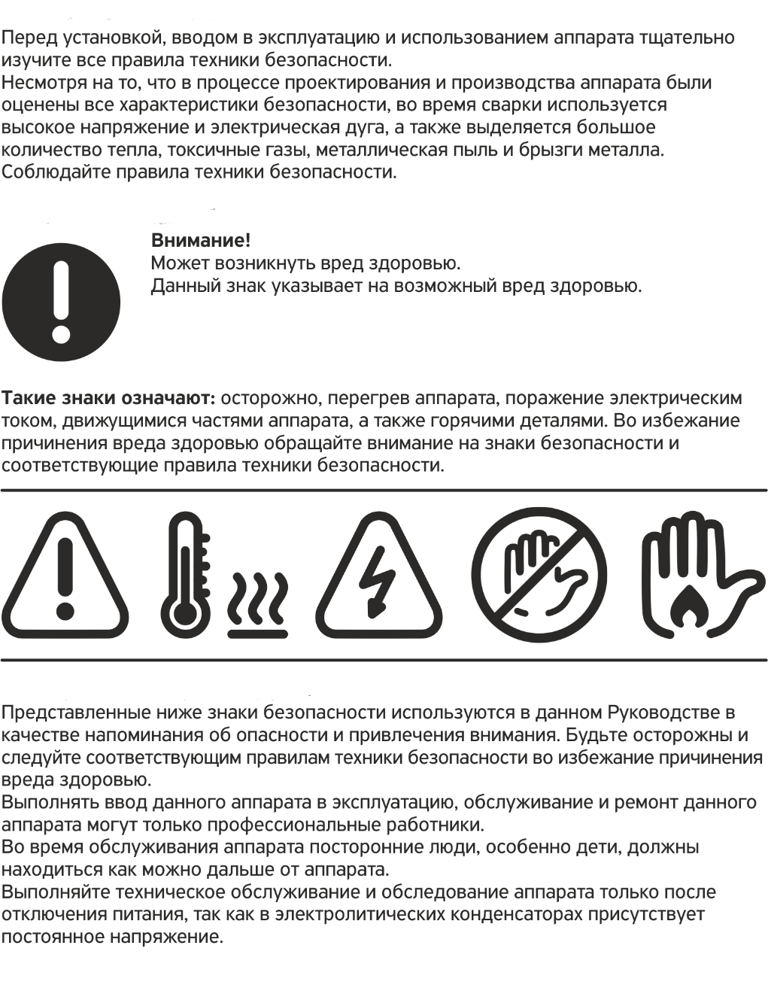 Перед установкой, вводом в эксплуатацию и использованием аппарата тщательно
изучите все правила техники безопасности.
Несмотря на то, что в процессе проектирования и производства аппарата были
оценены все характеристики безопасности, во время сварки используется
высокое напряжение и электрическая дуга, а также выделяется большое
количество тепла, токсичные газы, металлическая пыль и брызги металла.
Соблюдайте правила техники безопасности.
Внимание!
Может возникнуть вред здоровью.
Данный знак указывает на возможный вред здоровью.
Такие знаки означают: осторожно, перегрев аппарата, поражение электрическим
током, движущимися частями аппарата, а также горячими деталями. Во избежание
причинения вреда здоровью обращайте внимание на знаки безопасности и
соответствующие правила техники безопасности.
Представленные ниже знаки безопасности используются в данном Руководстве в
качестве напоминания об опасности и привлечения внимания. Будьте осторожны и
следуйте соответствующим правилам техники безопасности во избежание причинения
вреда здоровью.
Выполнять ввод данного аппарата в эксплуатацию, обслуживание и ремонт данного
аппарата могут только профессиональные работники.
Во время обслуживания аппарата посторонние люди, особенно дети, должны
находиться как можно дальше от аппарата.
Выполняйте техническое обслуживание и обследование аппарата только после
отключения питания, так как в электролитических конденсаторах присутствует
постоянное напряжение.